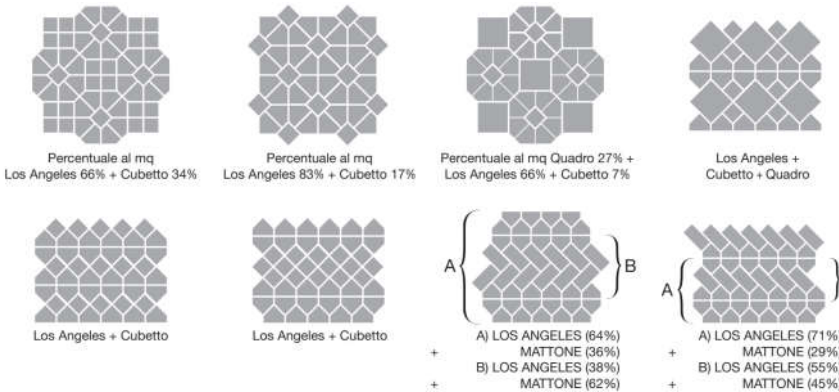 Percentuale al mq
Los Angeles 66% + Cubetto 34%
Percentuale al mq
Los Angeles 83% + Cubetto 17%
Percentuale al mq Quadro 27% +
Los Angeles 66% + Cubetto 7%
Los Angeles +
Cubetto + Quadro
Los Angeles + Cubetto
Los Angeles + Cubetto
A
B
A) LOS ANGELES (64%)
+ MATTONE (36%)
B) LOS ANGELES (38%)
+ MATTONE (62%)
A
A) LOS ANGELES (71%
+ MATTONE (29%)
B) LOS ANGELES (55%
+ MATTONE (45%)